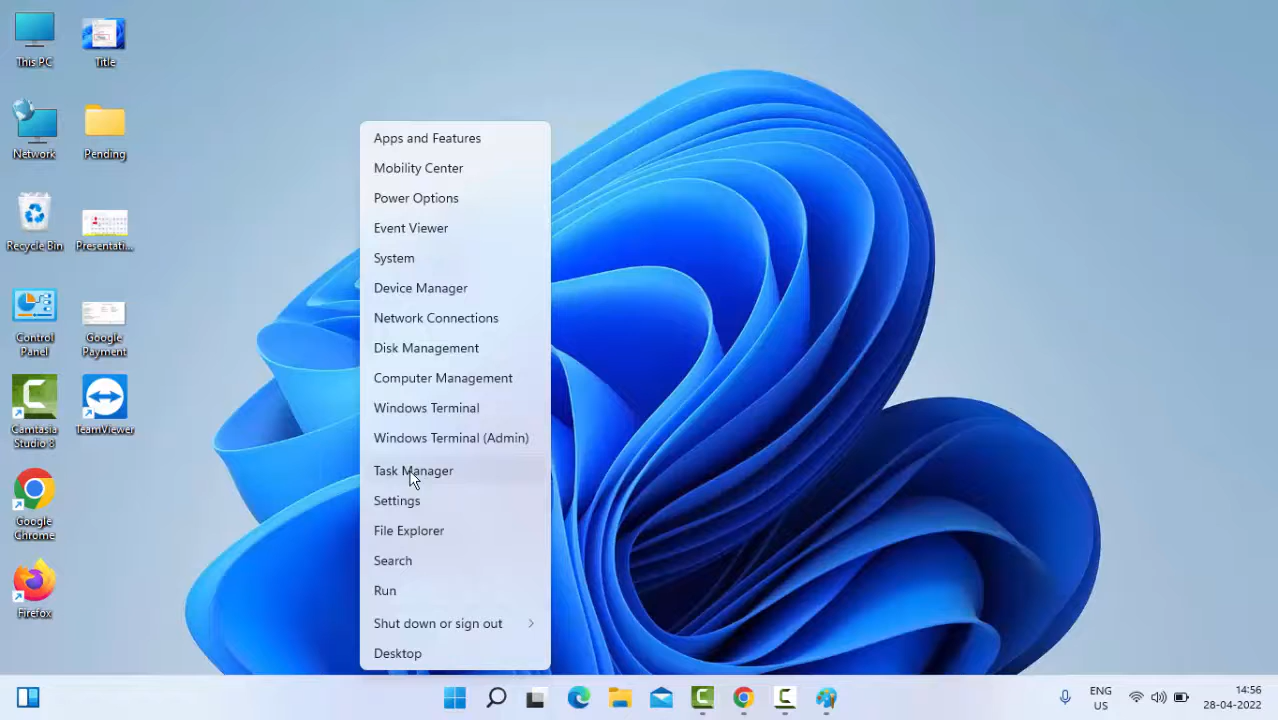 This PC
Title
Network
Pending
Recycle Bin
Presentati...
Control
Panel
Google
Payment
Camtasia
Studio 8
TeamViewer
Google
Chrome
Firefox
Apps and Features
Mobility Center
Power Options
Event Viewer
System
Device Manager
Network Connections
Disk Management
Computer Management
Windows Terminal
Windows Terminal (Admin)
Task Manager
Settings
File Explorer
Search
Run
Shut down or sign out
Desktop
ENG
US
14:56
28-04-2022